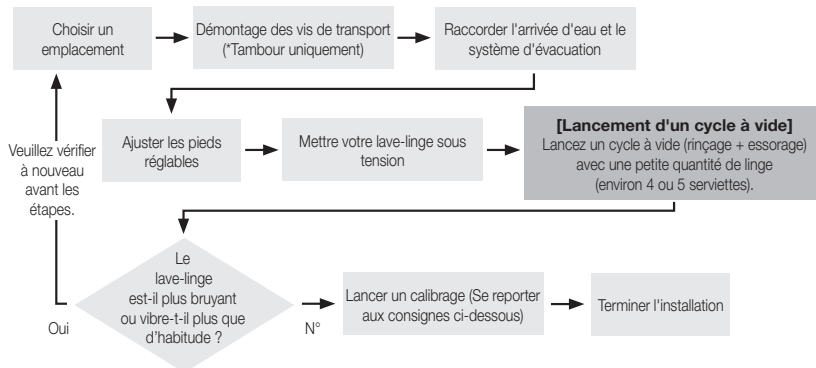 Choisir un
emplacement
Démontage des vis de transport
(*Tambour uniquement)
Raccorder l'arrivée d'eau et le
système d'évacuation
Veuillez vérifier
à nouveau
avant les
étapes.
Ajuster les pieds
réglables
Mettre votre lave-linge sous
tension
[Lancement d'un cycle à vide]
Lancez un cycle à vide (rinçage + essorage)
avec une petite quantité de linge
(environ 4 ou 5 serviettes).
Le
lave-linge
est-il plus bruyant
ou vibre-t-il plus que
d'habitude ?
Oui
N°
Lancer un calibrage (Se reporter
aux consignes ci-dessous)
Terminer l'installation